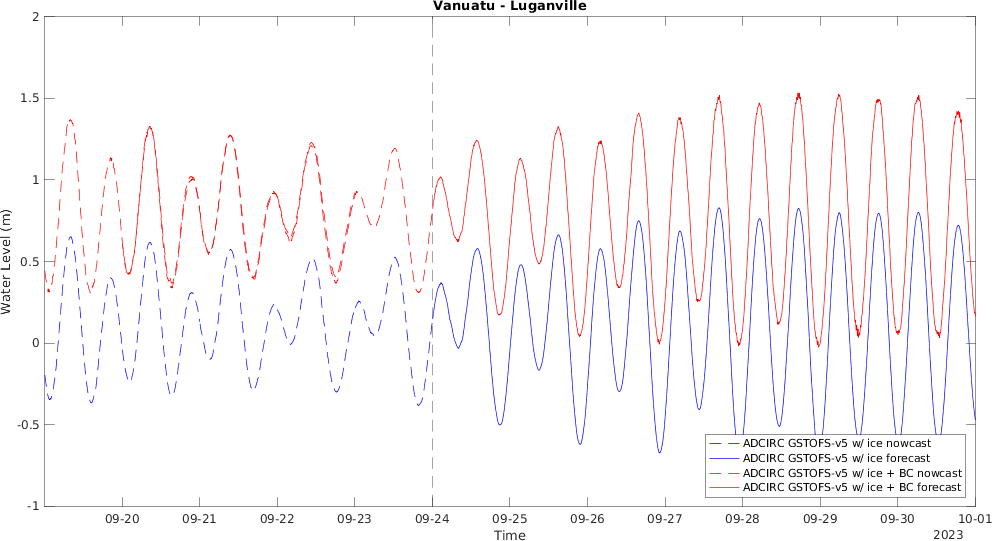 Vanuatu - Luganville
2
1.5
1
0.5
0
-0.5
-1
Water Level (m)
ADCIRC GSTOFS-v5 w/ ice nowcast
ADCIRC GSTOFS-v5 w/ ice forecast
ADCIRC GSTOFS-v5 w/ ice + BC nowcast
ADCIRC GSTOFS-v5 w/ ice + BC forecast
09-20 09-21 09-22 09-23 09-24 09-25 09-26 09-27 09-28 09-29 09-30 10-01
Time
2023